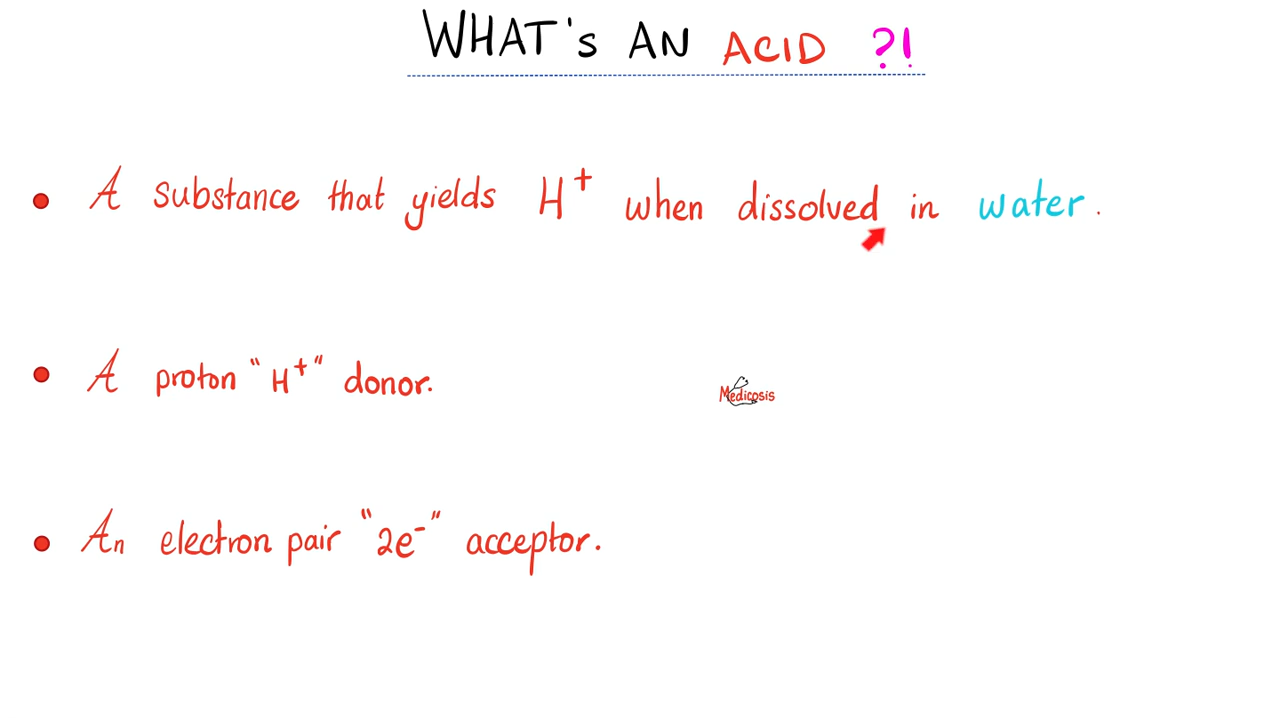 WHAT's AN ACID ?!
• A substance that yields H⁺ when dissolved in water.
• A proton "H⁺" donor.
Medicosis
• An electron pair "2e⁻" acceptor.